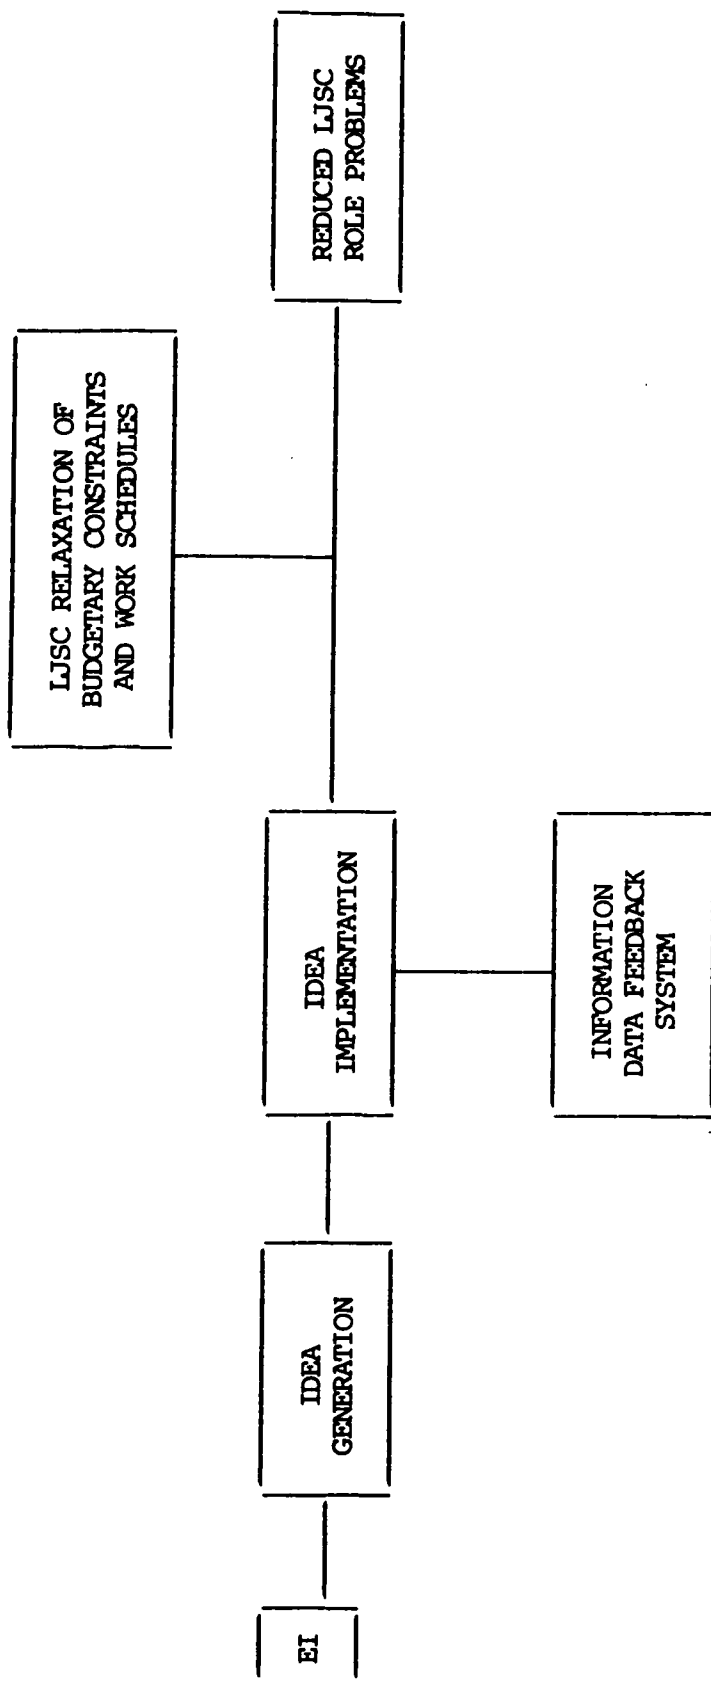 EI
IDEA
GENERATION
IDEA
IMPLEMENTATION
INFORMATION
DATA FEEDBACK
SYSTEM
LJSC RELAXATION OF
BUDGETARY CONSTRAINTS
AND WORK SCHEDULES
REDUCED LJSC
ROLE PROBLEMS